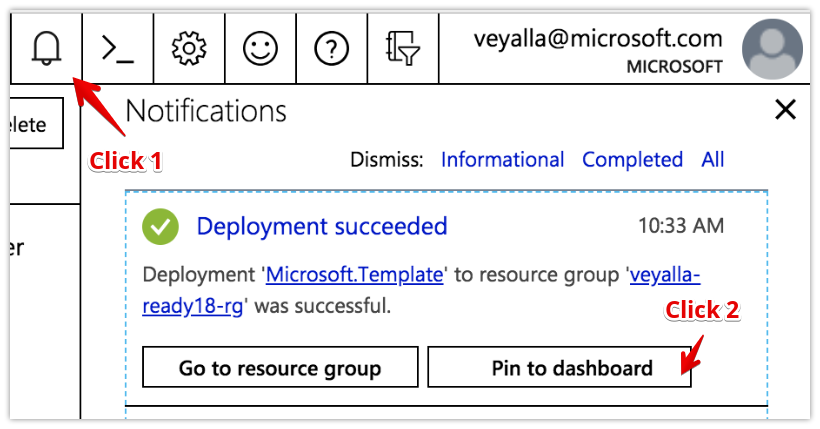 veyalla@microsoft.com
MICROSOFT
elete
Notifications
Click 1
Dismiss: Informational Completed All
Deployment succeeded 10:33 AM
er
Deployment 'Microsoft.Template' to resource group 'veyalla-
ready18-rg' was successful.
Click 2
Go to resource group Pin to dashboard